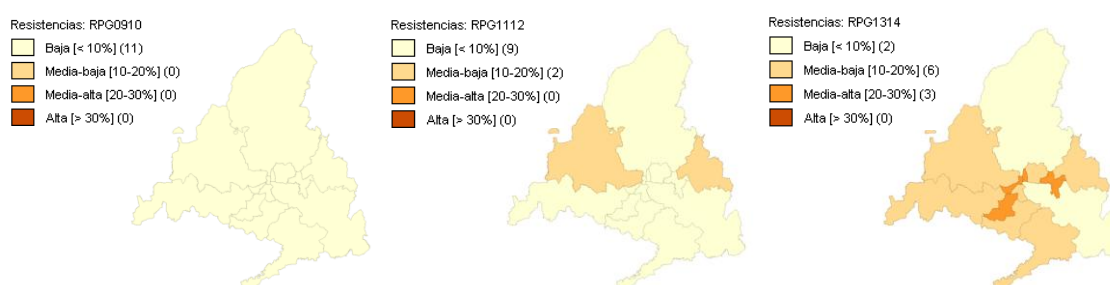 Resistencias: RPG0910
Baja [< 10%] (11)
Media-baja [10-20%] (0)
Media-alta [20-30%] (0)
Alta [> 30%] (0)
Resistencias: RPG1112
Baja [< 10%] (9)
Media-baja [10-20%] (2)
Media-alta [20-30%] (0)
Alta [> 30%] (0)
Resistencias: RPG1314
Baja [< 10%] (2)
Media-baja [10-20%] (6)
Media-alta [20-30%] (3)
Alta [> 30%] (0)